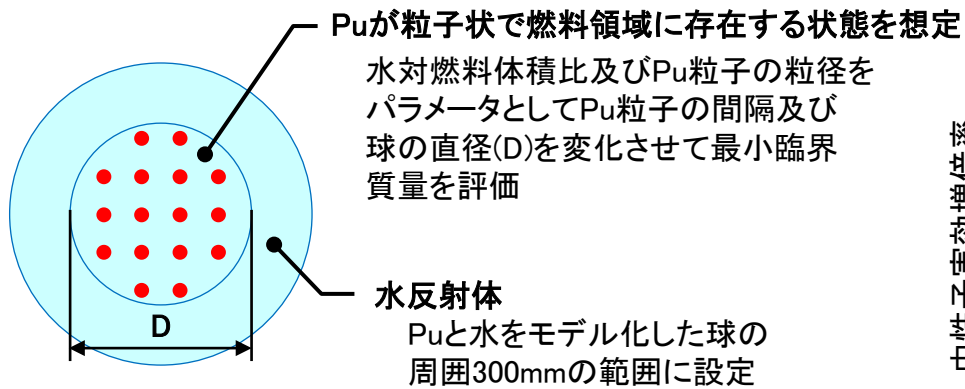 Puが粒子状で燃料領域に存在する状態を想定
水対燃料体積比及びPu粒子の粒径を
パラメータとしてPu粒子の間隔及び
球の直径(D)を変化させて最小臨界
質量を評価
D
水反射体
Puと水をモデル化した球の
周囲300mmの範囲に設定